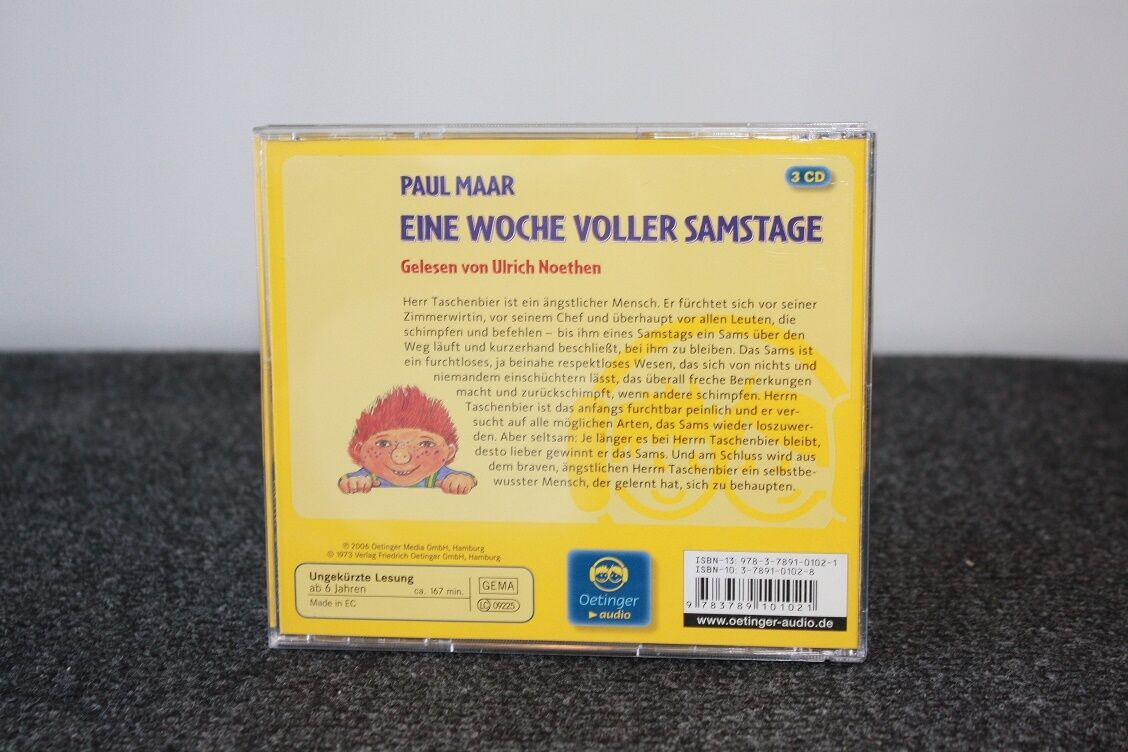 PAUL MAAR
3 CD
EINE WOCHE VOLLER SAMSTAGE
Gelesen von Ulrich Noethen
Herr Taschenbier ist ein ängstlicher Mensch. Er fürchtet sich vor seiner
Zimmerwirtin, vor seinem Chef und überhaupt vor allen Leuten, die
schimpfen und befehlen – bis ihm eines Samstags ein Sams über den
Weg läuft und kurzerhand beschließt, bei ihm zu bleiben. Das Sams ist
ein furchtloses, ja beinahe respektloses Wesen, das sich von nichts und
niemandem einschüchtern lässt, das überall freche Bemerkungen
macht und zurückschimpft, wenn andere schimpfen. Herrn
Taschenbier ist das anfangs furchtbar peinlich und er ver-
sucht auf alle möglichen Arten, das Sams wieder loszuwer-
den. Aber seltsam: Je länger es bei Herrn Taschenbier bleibt,
desto lieber gewinnt er das Sams. Und am Schluss wird aus
dem braven, ängstlichen Herrn Taschenbier ein selbstbe-
wusster Mensch, der gelernt hat, sich zu behaupten.
℗ 2006 Oetinger Media GmbH, Hamburg
© 1973 Verlag Friedrich Oetinger GmbH, Hamburg
Ungekürzte Lesung
ab 6 Jahren ca. 167 min.
Made in EC
GEMA
LC 09225
Oetinger
audio
ISBN-13: 978-3-7891-0102-1
ISBN-10: 3-7891-0102-8
9 783789 101021
www.oetinger-audio.de